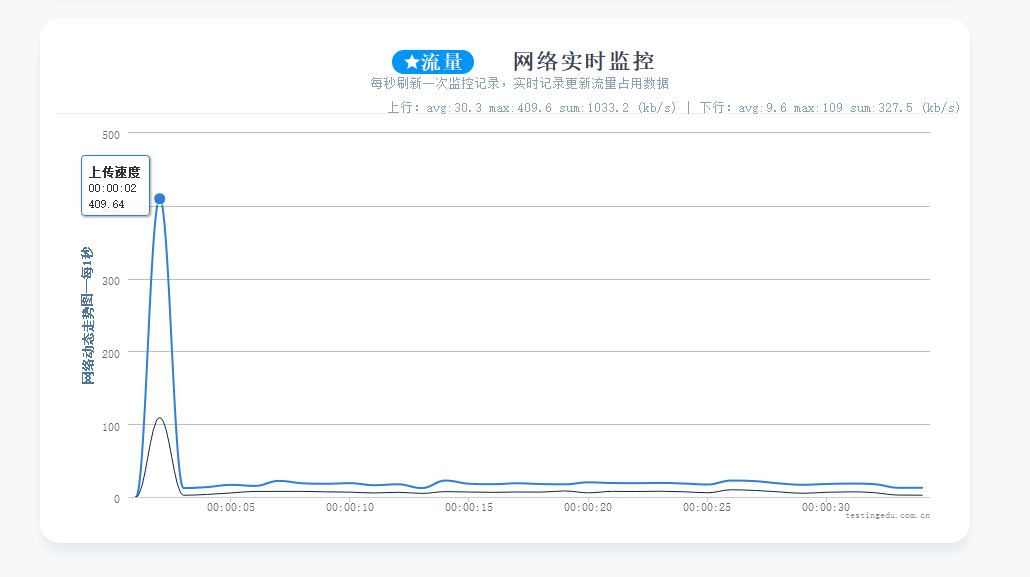 ★流量 网络实时监控
每秒刷新一次监控记录，实时记录更新流量占用数据
上行: avg:30.3 max:409.6 sum:1033.2 (kb/s) | 下行: avg:9.6 max:109 sum:327.5 (kb/s)
500
上传速度
00:00:02
409.64
300
200
100
0
网络动态走势图—每1秒
00:00:05 00:00:10 00:00:15 00:00:20 00:00:25 00:00:30
testingedu.com.cn